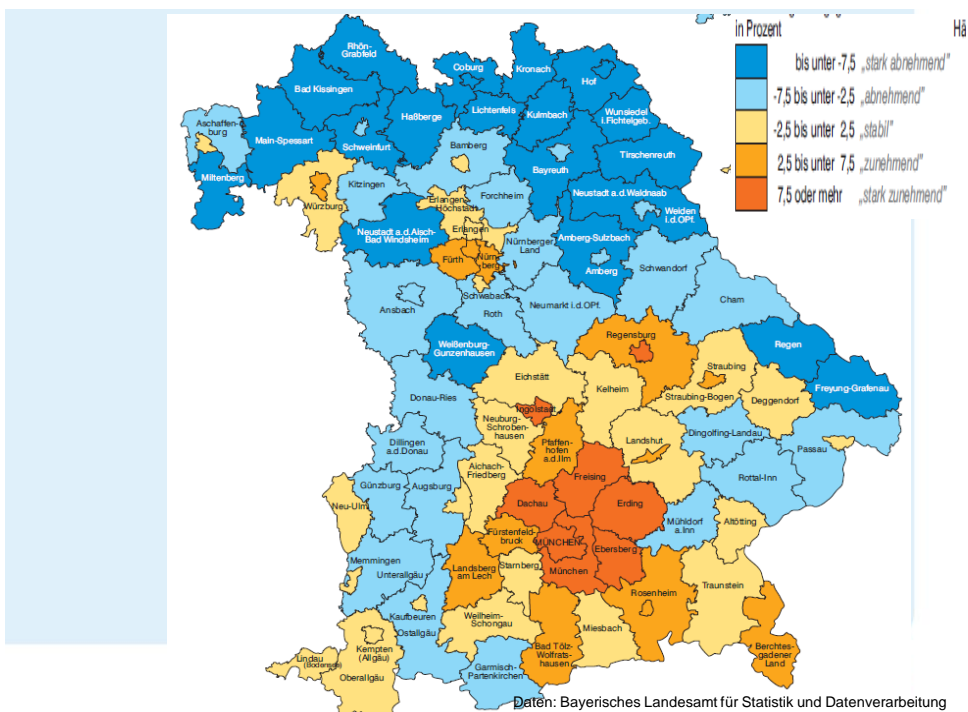 in Prozent
Hä
bis unter -7,5 „stark abnehmend"
-7,5 bis unter -2,5 „abnehmend"
-2,5 bis unter 2,5 „stabil"
2,5 bis unter 7,5 „zunehmend"
7,5 oder mehr „stark zunehmend"
Rhön-
Grabfeld
Coburg
Kronach
Hof
Bad Kissingen
Lichtenfels
Kulmbach
Wunsiedel
i.Fichtelgeb.
Haßberge
Aschaffen-
burg
Main-Spessart
Schweinfurt
Bamberg
Bayreuth
Tirschenreuth
Miltenberg
Kitzingen
Würzburg
Forchheim
Neustadt a.d.Waldnaab
Erlangen-
Höchstadt
Weiden
i.d.OPf.
Neustadt a.d.Aisch-
Bad Windsheim
Erlangen
Nürnberger
Land
Amberg-Sulzbach
Fürth
Nürn-
berg
Amberg
Schwandorf
Schwabach
Ansbach
Roth
Neumarkt i.d.OPf.
Cham
Regensburg
Weißenburg-
Gunzenhausen
Regen
Eichstätt
Kelheim
Straubing
Freyung-Grafenau
Donau-Ries
Straubing-Bogen
Deggendorf
Ingolstadt
Neuburg-
Schroben-
hausen
Dillingen
a.d.Donau
Pfaffen-
hofen
a.d.Ilm
Landshut
Dingolfing-Landau
Passau
Aichach-
Friedberg
Günzburg
Augsburg
Freising
Rottal-Inn
Neu-Ulm
Dachau
Erding
Mühldorf
a.Inn
Altötting
Fürstenfeld-
bruck
MÜNCHEN
Ebersberg
Memmingen
Unterallgäu
Landsberg
am Lech
Starnberg
München
Traunstein
Rosenheim
Kaufbeuren
Ostallgäu
Weilheim-
Schongau
Miesbach
Kempten
(Allgäu)
Bad Tölz-
Wolfrats-
hausen
Berchtes-
gadener
Land
Lindau
(Bodensee)
Oberallgäu
Garmisch-
Partenkirchen
Daten: Bayerisches Landesamt für Statistik und Datenverarbeitung